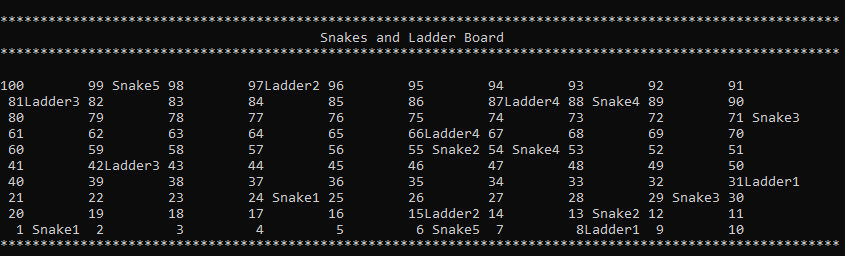 ************************************************************************************************************
Snakes and Ladder Board
************************************************************************************************************
100 99 Snake5 98 97Ladder2 96 95 94 93 92 91
81Ladder3 82 83 84 85 86 87Ladder4 88 Snake4 89 90
80 79 78 77 76 75 74 73 72 71 Snake3
61 62 63 64 65 66Ladder4 67 68 69 70
60 59 58 57 56 55 Snake2 54 Snake4 53 52 51
41 42Ladder3 43 44 45 46 47 48 49 50
40 39 38 37 36 35 34 33 32 31Ladder1
21 22 23 24 Snake1 25 26 27 28 29 Snake3 30
20 19 18 17 16 15Ladder2 14 13 Snake2 12 11
1 Snake1 2 3 4 5 6 Snake5 7 8Ladder1 9 10
************************************************************************************************************